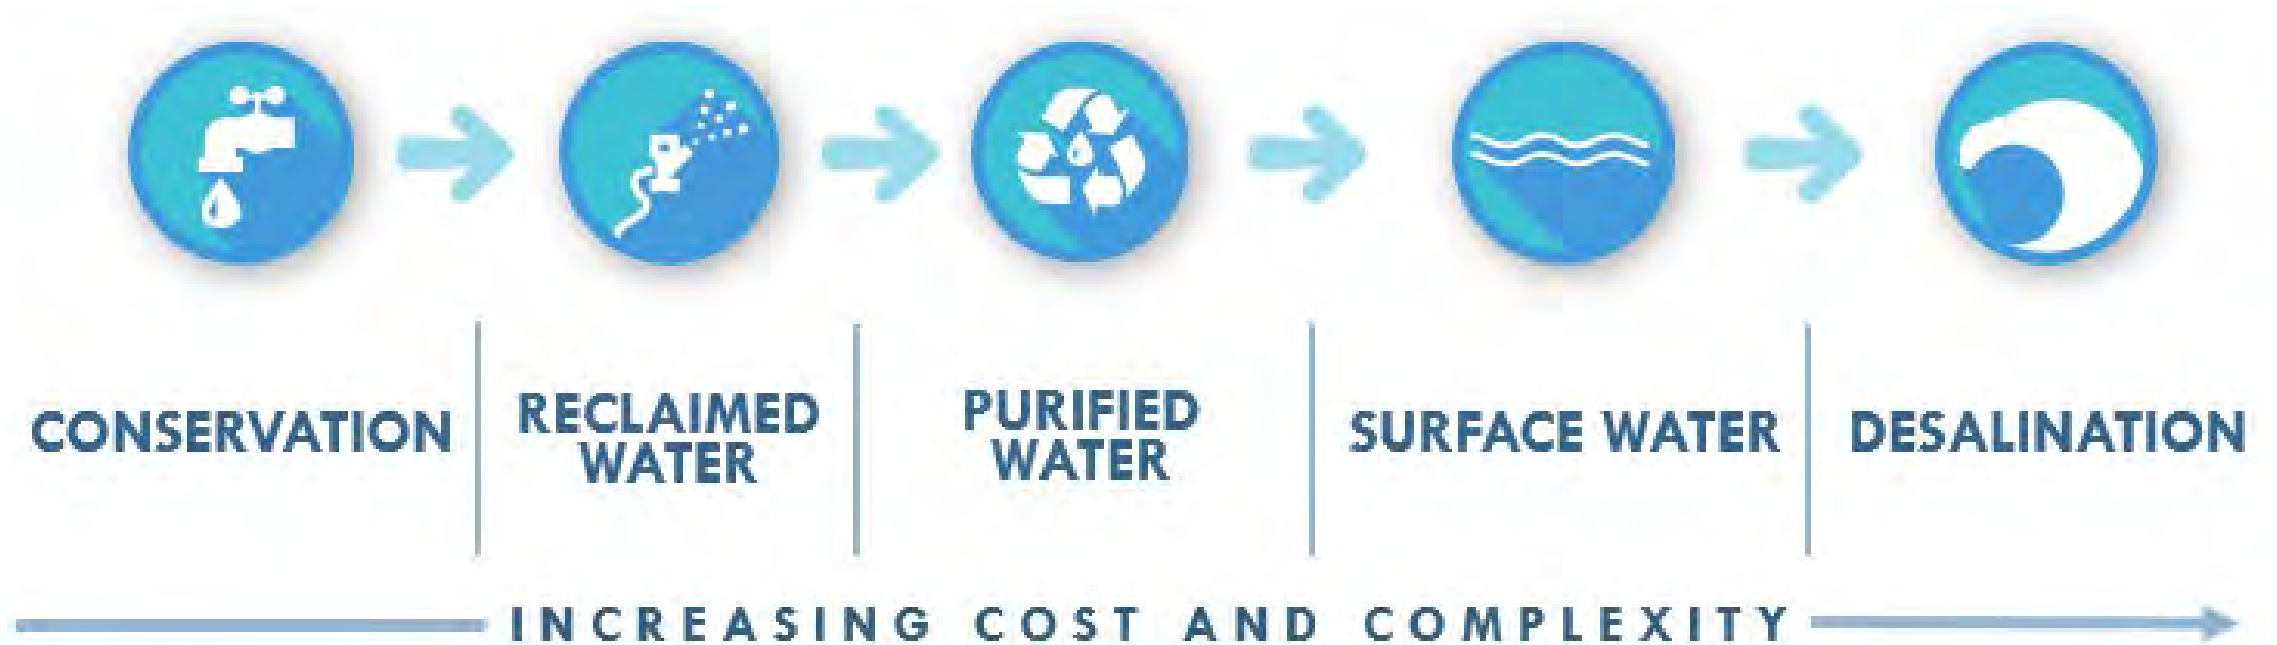 CONSERVATION
RECLAIMED
WATER
PURIFIED
WATER
SURFACE WATER
DESALINATION
INCREASING COST AND COMPLEXITY